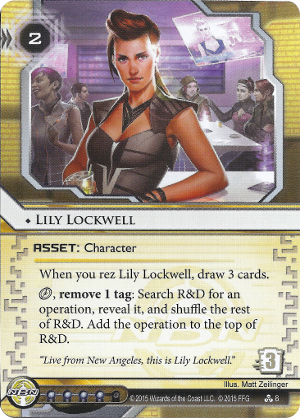 2
LILY LOCKWELL
ASSET: Character
When you rez Lily Lockwell, draw 3 cards.
, remove 1 tag: Search R&D for an
operation, reveal it, and shuffle the rest
of R&D. Add the operation to the top of
R&D.
"Live from New Angeles, this is Lily Lockwell."
3
Illus. Matt Zeilinger
NBN
© 2015 Wizards of the Coast LLC. © 2015 FFG
8